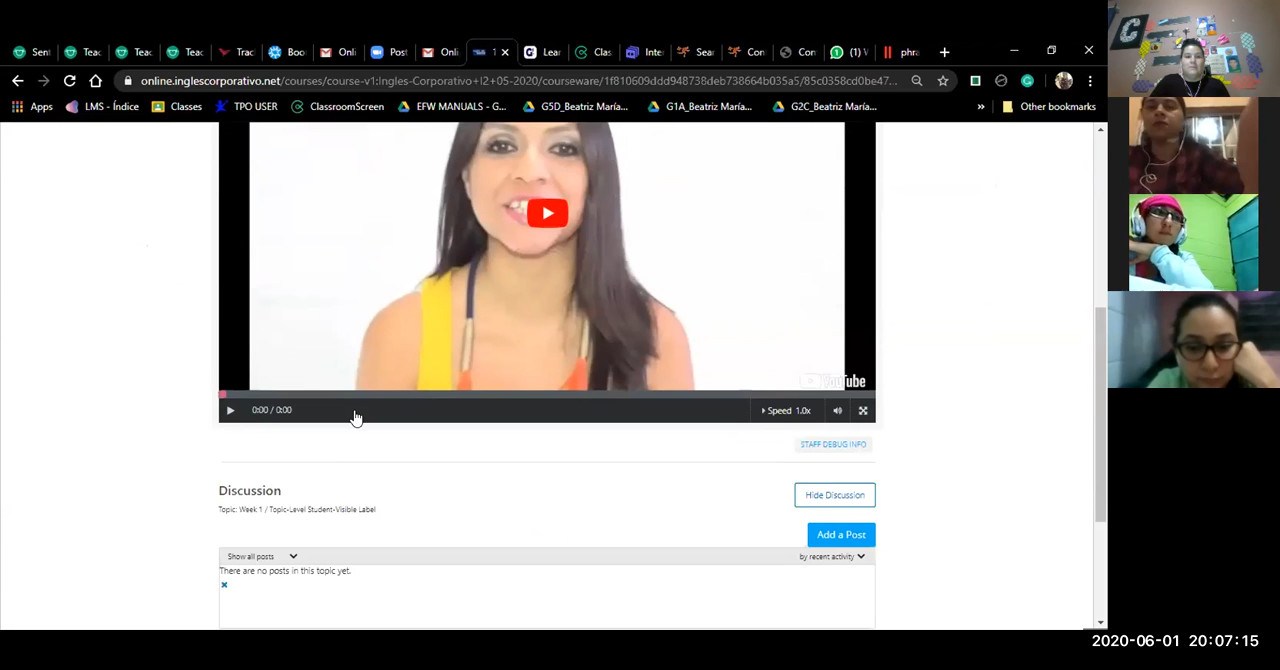 Sent
Teac
Teac
Teac
Track
Boo
Onli
Post
Onli
1
Lear
Clas
Inte
Sear
Con
Con
(1) V
phra
online.inglescorporativo.net/courses/course-v1:Ingles-Corporativo+I2+05-2020/courseware/1f810609ddd948738deb738664b035a5/85c0358cd0be47...
Apps
LMS - Índice
Classes
TPO USER
ClassroomScreen
EFW MANUALS - G...
G5D_Beatriz María...
G1A_Beatriz María...
G2C_Beatriz María...
»
Other bookmarks
YouTube
0:00 / 0:00
Speed 1.0x
STAFF DEBUG INFO
Discussion
Hide Discussion
Topic: Week 1 / Topic-Level Student-Visible Label
Add a Post
Show all posts
by recent activity
There are no posts in this topic yet.
2020-06-01 20:07:15